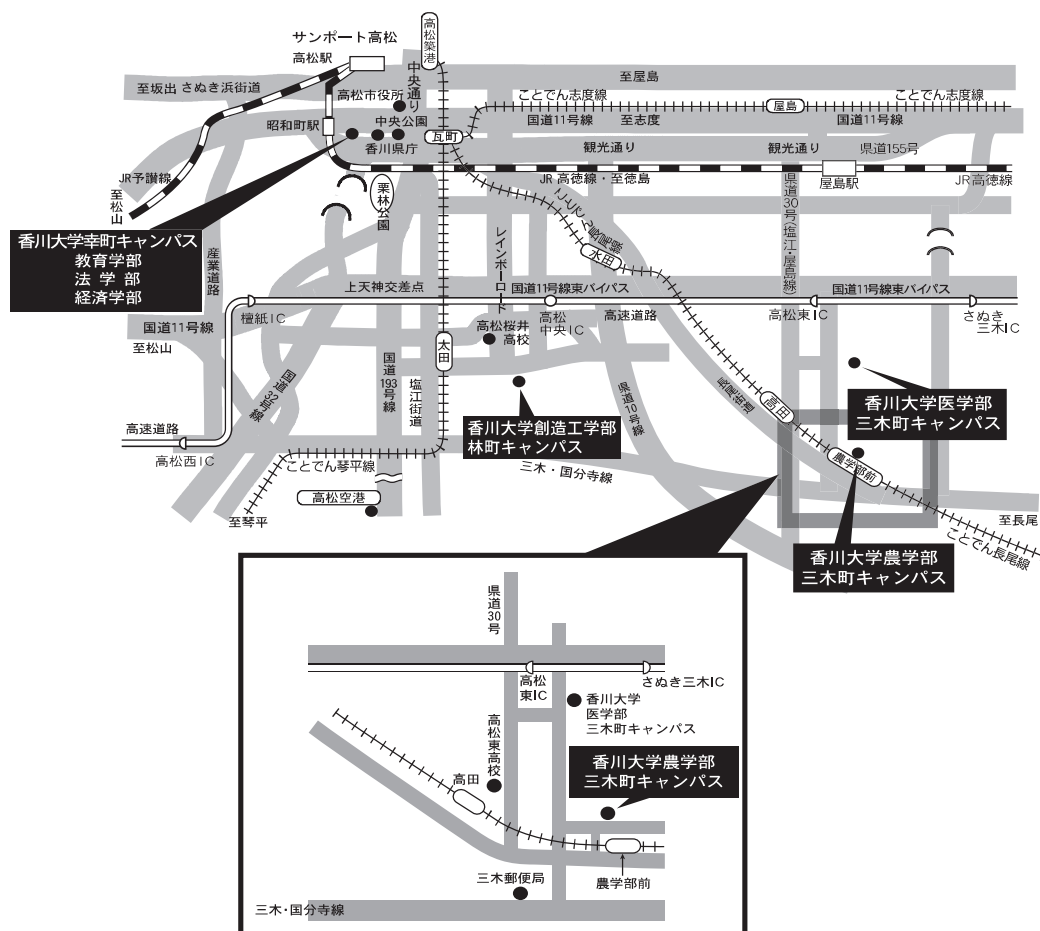 サンポート高松
高松駅
高松築港
中央通り
至屋島
至坂出 さぬき浜街道
高松市役所
ことでん志度線
屋島
ことでん志度線
昭和町駅
中央公園
国道11号線
至志度
国道11号線
瓦町
香川県庁
観光通り
観光通り
県道155号
JR予讃線
JR高徳線・至徳島
屋島駅
JR高徳線
至松山
栗林公園
ことでん長尾線
県道30号(塩江・屋島線)
香川大学幸町キャンパス
教育学部
法学部
経済学部
産業道路
レインボーロード
水田
上天神交差点
国道11号線東バイパス
国道11号線東バイパス
檀紙IC
高松中央IC
高速道路
高松東IC
さぬき三木IC
国道11号線
至松山
高松桜井高校
太田
国道32号線
国道193号線
塩江街道
県道10号線
長尾街道
高田
香川大学医学部
三木町キャンパス
香川大学創造工学部
林町キャンパス
高速道路
高松西IC
ことでん琴平線
三木・国分寺線
農学部前
高松空港
至琴平
至長尾
ことでん長尾線
香川大学農学部
三木町キャンパス
県道30号
高松東IC
さぬき三木IC
香川大学
医学部
三木町キャンパス
高松東高校
香川大学農学部
三木町キャンパス
高田
三木郵便局
農学部前
三木・国分寺線